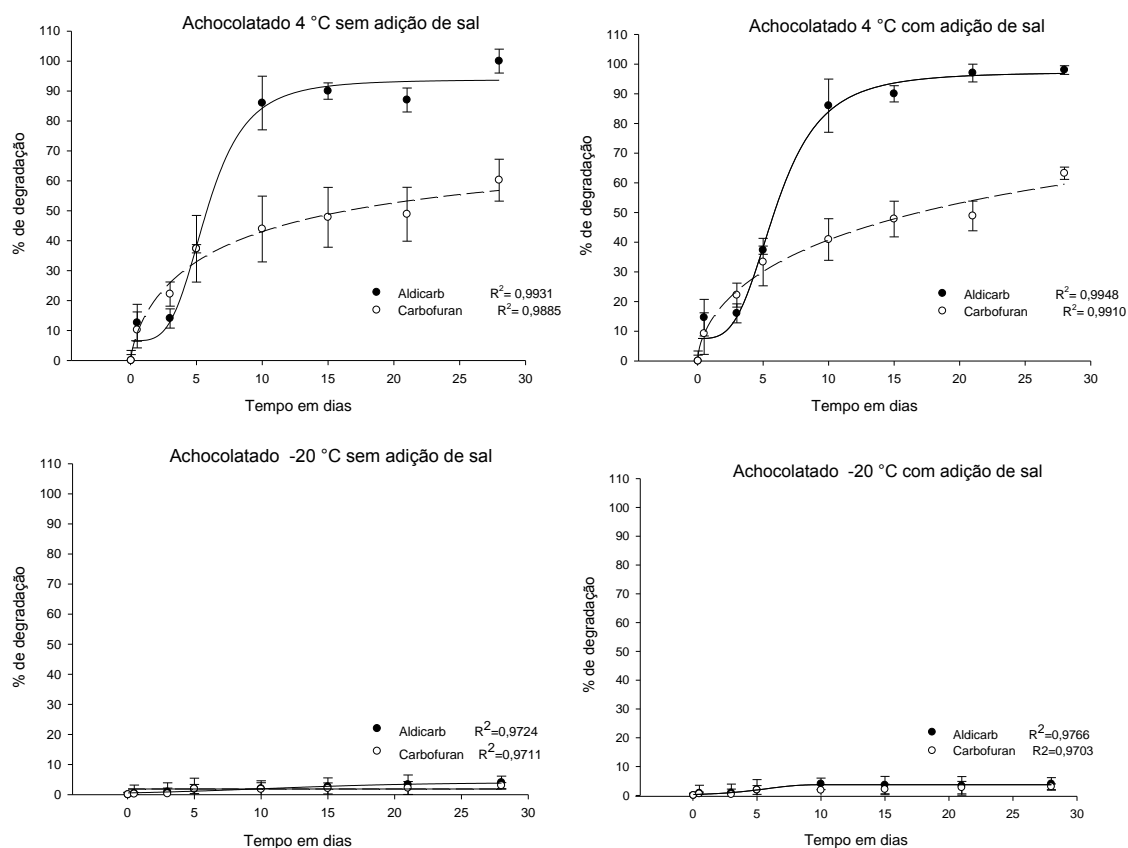 Achocolatado 4 °C sem adição de sal
110
100
90
80
70
60
50
40
30
20
10
0
% de degradação
Aldicarb R²= 0,9931
Carbofuran R²= 0,9885
0 5 10 15 20 25 30
Tempo em dias
Achocolatado 4 °C com adição de sal
110
100
90
80
70
60
50
40
30
20
10
0
% de degradação
Aldicarb R²= 0,9948
Carbofuran R²= 0,9910
0 5 10 15 20 25 30
Tempo em dias
Achocolatado -20 °C sem adição de sal
110
100
90
80
70
60
50
40
30
20
10
0
% de degradação
Aldicarb R²=0,9724
Carbofuran R²=0,9711
0 5 10 15 20 25 30
Tempo em dias
Achocolatado -20 °C com adição de sal
110
100
90
80
70
60
50
40
30
20
10
0
% de degradação
Aldicarb R²=0,9766
Carbofuran R2=0,9703
0 5 10 15 20 25 30
Tempo em dias